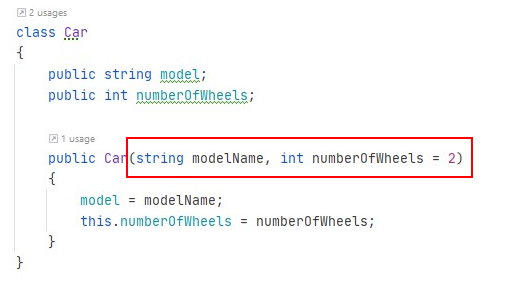 2 usages
class Car
{
    public string model;
    public int numberOfWheels;
    1 usage
    public Car(string modelName, int numberOfWheels = 2)
    {
        model = modelName;
        this.numberOfWheels = numberOfWheels;
    }
}